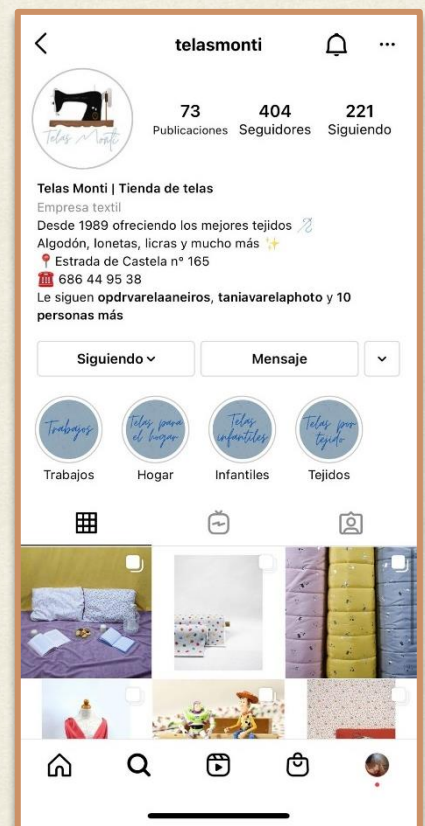 telasmonti
Telas Monti
73 404 221
Publicaciones Seguidores Siguiendo
Telas Monti | Tienda de telas
Empresa textil
Desde 1989 ofreciendo los mejores tejidos 🪡
Algodón, lonetas, licras y mucho más ✨
📍 Estrada de Castela nº 165
☎️ 686 44 95 38
Le siguen opdrvarelaaneiros, taniavarelaphoto y 10
personas más
Siguiendo Mensaje
Trabajos
Telas para
el hogar
Telas
infantiles
Telas por
tejido
Trabajos Hogar Infantiles Tejidos